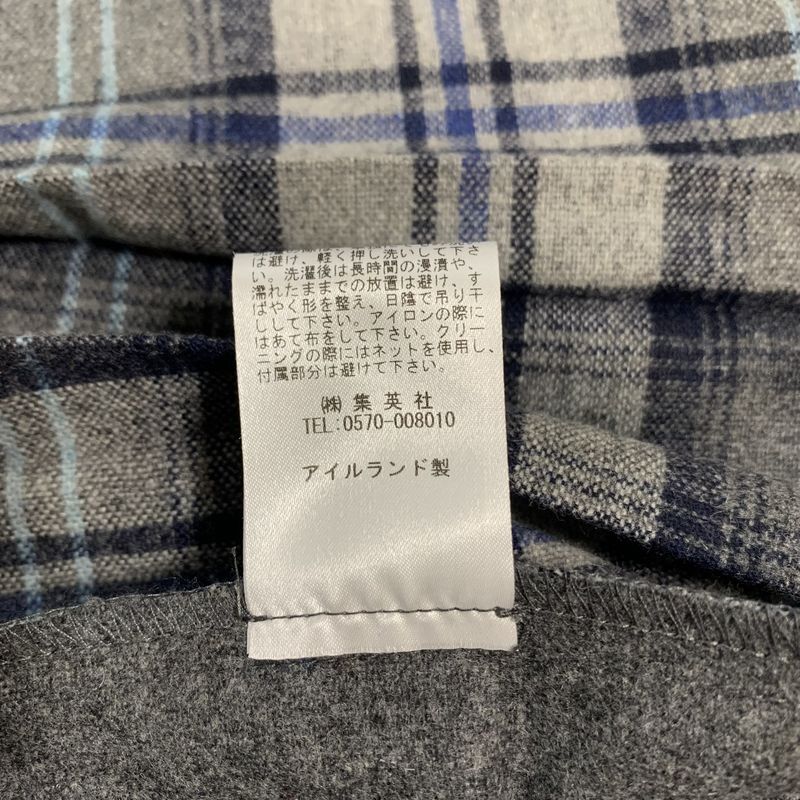 は避け、軽く押し洗いして下さ
い。洗濯後は長時間の浸漬や、
濡れたままでの放置は避け、す
ばやく形を整え、日陰で吊り干
しして下さい。アイロンの際に
はあて布をして下さい。クリー
ニングの際にはネットを使用し、
付属部分は避けて下さい。
㈱集英社
TEL:0570-008010
アイルランド製